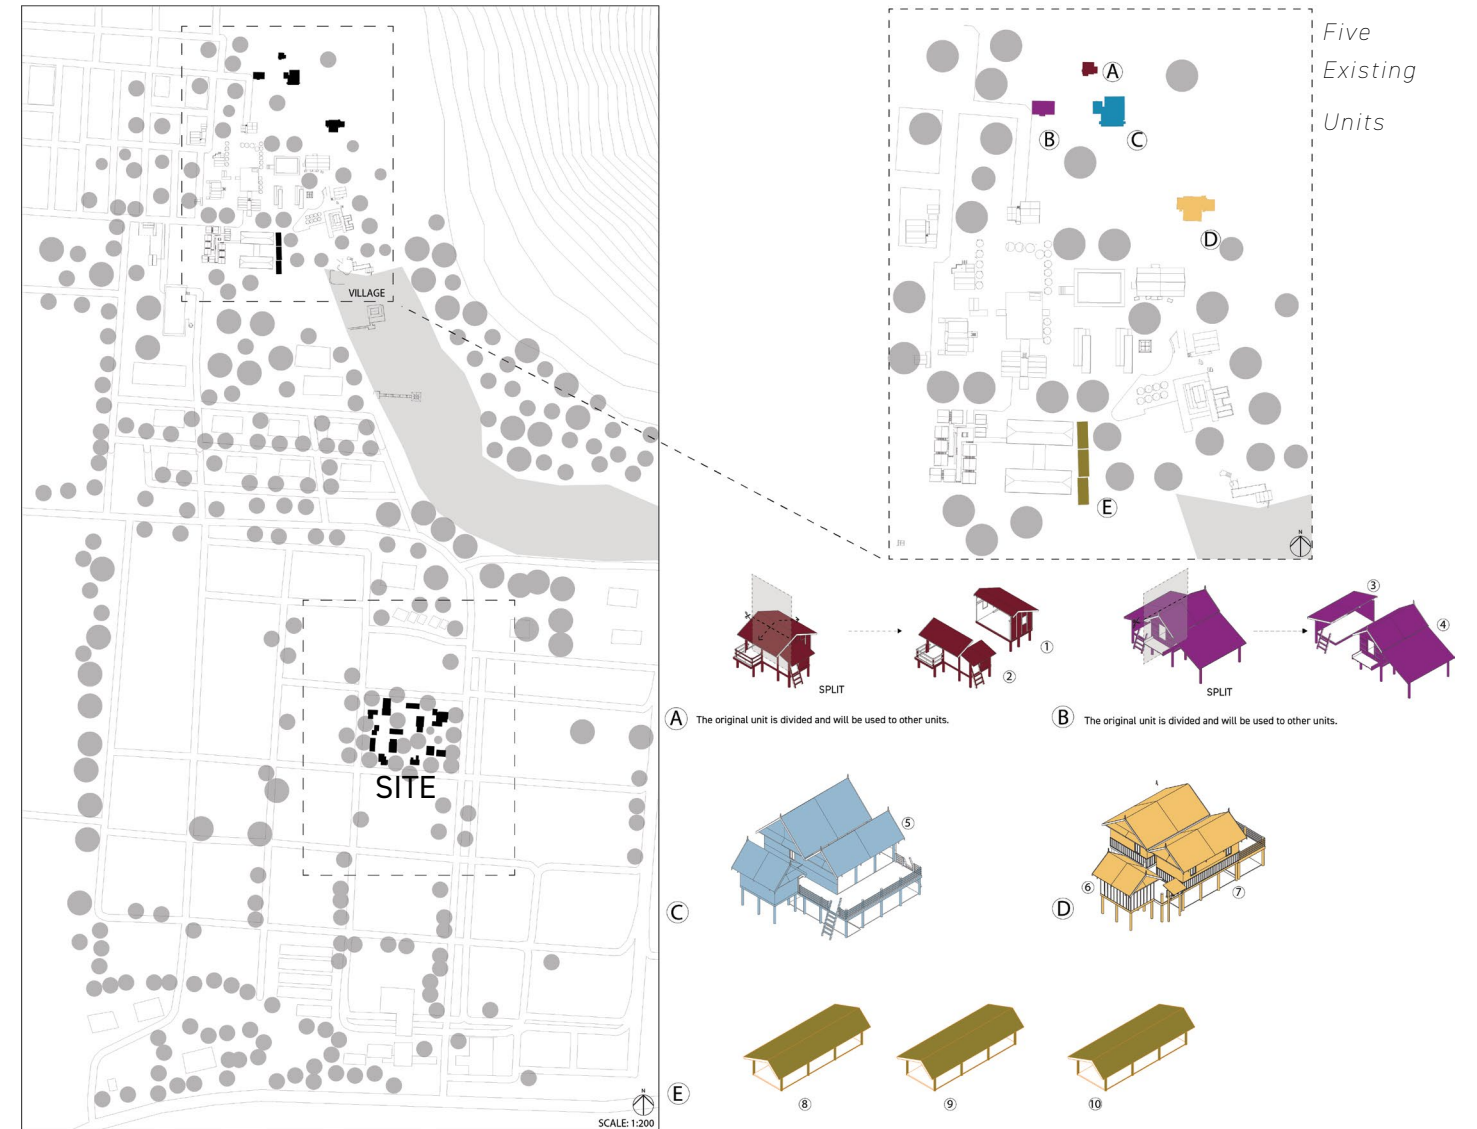 Five
Existing
Units
A
B
C
D
E
N
VILLAGE
SITE
N
SCALE: 1:200
1
2
SPLIT
A The original unit is divided and will be used to other units.
3
4
SPLIT
B The original unit is divided and will be used to other units.
5
C
6
7
D
E
8
9
10